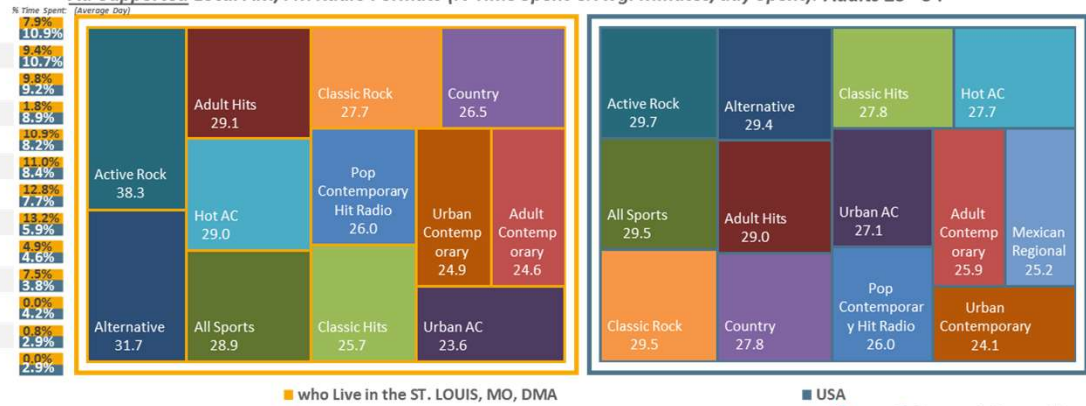 % Time Spent: (Average Day)
7.9%
10.9%
9.4%
10.7%
9.8%
9.2%
1.8%
8.9%
10.9%
8.2%
11.0%
8.4%
12.8%
7.7%
13.2%
5.9%
4.9%
4.6%
7.5%
3.8%
0.0%
4.2%
0.8%
2.9%
0.0%
2.9%
Active Rock
38.3
Alternative
31.7
Adult Hits
29.1
Hot AC
29.0
All Sports
28.9
Classic Rock
27.7
Country
26.5
Pop
Contemporary
Hit Radio
26.0
Classic Hits
25.7
Urban
Contemp
orary
24.9
Adult
Contemp
orary
24.6
Urban AC
23.6
Active Rock
29.7
All Sports
29.5
Classic Rock
29.5
Alternative
29.4
Adult Hits
29.0
Country
27.8
Classic Hits
27.8
Hot AC
27.7
Urban AC
27.1
Pop
Contemporar
y Hit Radio
26.0
Adult
Contemp
orary
25.9
Mexican
Regional
25.2
Urban
Contemporary
24.1
who Live in the ST. LOUIS, MO, DMA
USA